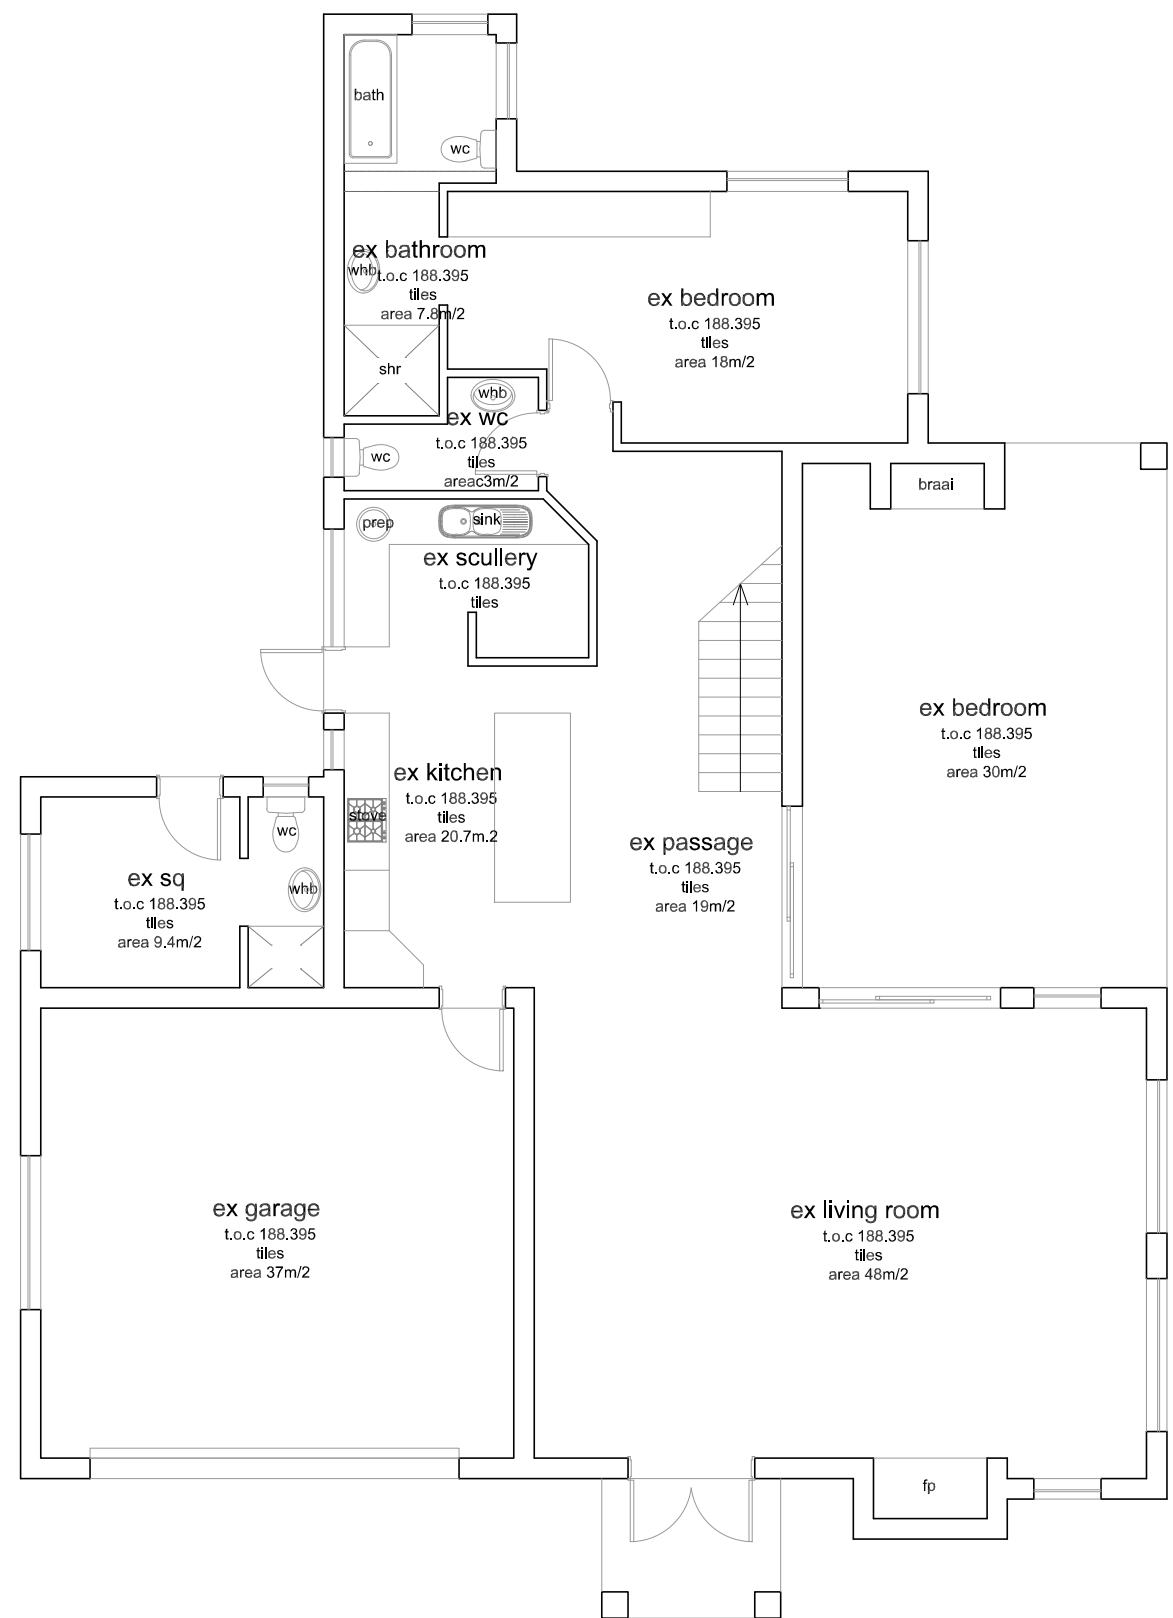 bath
wc
ex bathroom
whb
t.o.c 188.395
tiles
area 7.8m/2
shr
ex bedroom
t.o.c 188.395
tiles
area 18m/2
whb
ex wc
t.o.c 188.395
tiles
areac3m/2
wc
braai
prep
sink
ex scullery
t.o.c 188.395
tiles
ex bedroom
t.o.c 188.395
tiles
area 30m/2
ex kitchen
t.o.c 188.395
tiles
area 20.7m.2
stove
wc
ex passage
t.o.c 188.395
tiles
area 19m/2
ex sq
t.o.c 188.395
tiles
area 9.4m/2
whb
ex garage
t.o.c 188.395
tiles
area 37m/2
ex living room
t.o.c 188.395
tiles
area 48m/2
fp